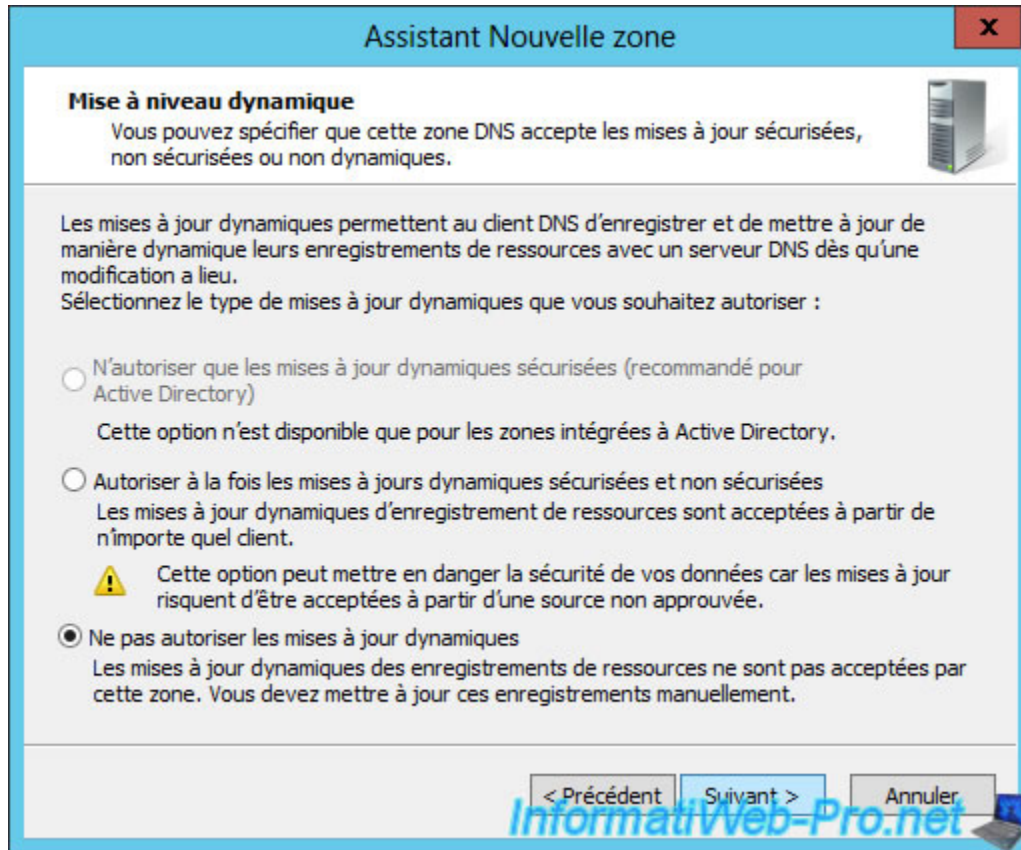 Assistant Nouvelle zone
x
Mise à niveau dynamique
Vous pouvez spécifier que cette zone DNS accepte les mises à jour sécurisées,
non sécurisées ou non dynamiques.
Les mises à jour dynamiques permettent au client DNS d'enregistrer et de mettre à jour de
manière dynamique leurs enregistrements de ressources avec un serveur DNS dès qu'une
modification a lieu.
Sélectionnez le type de mises à jour dynamiques que vous souhaitez autoriser :
N'autoriser que les mises à jour dynamiques sécurisées (recommandé pour
Active Directory)
Cette option n'est disponible que pour les zones intégrées à Active Directory.
Autoriser à la fois les mises à jours dynamiques sécurisées et non sécurisées
Les mises à jour dynamiques d'enregistrement de ressources sont acceptées à partir de
n'importe quel client.
Cette option peut mettre en danger la sécurité de vos données car les mises à jour
risquent d'être acceptées à partir d'une source non approuvée.
Ne pas autoriser les mises à jour dynamiques
Les mises à jour dynamiques des enregistrements de ressources ne sont pas acceptées par
cette zone. Vous devez mettre à jour ces enregistrements manuellement.
< Précédent Suivant > Annuler
InformatiWeb-Pro.net